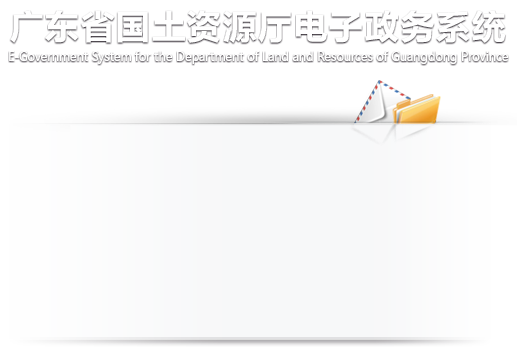 广东省国土资源厅电子政务系统
E-Government System for the Department of Land and Resources of Guangdong Province